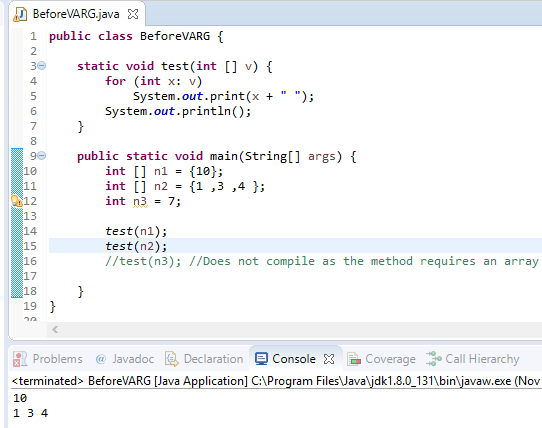 BeforeVARG.java
1 public class BeforeVARG {
2
3 static void test(int [] v) {
4 for (int x: v)
5 System.out.print(x + " ");
6 System.out.println();
7 }
8
9 public static void main(String[] args) {
10 int [] n1 = {10};
11 int [] n2 = {1 ,3 ,4 };
12 int n3 = 7;
13
14 test(n1);
15 test(n2);
16 //test(n3); //Does not compile as the method requires an array
17
18 }
19 }
20
Problems @ Javadoc Declaration Console Coverage Call Hierarchy
<terminated> BeforeVARG [Java Application] C:\Program Files\Java\jdk1.8.0_131\bin\javaw.exe (Nov
10
1 3 4